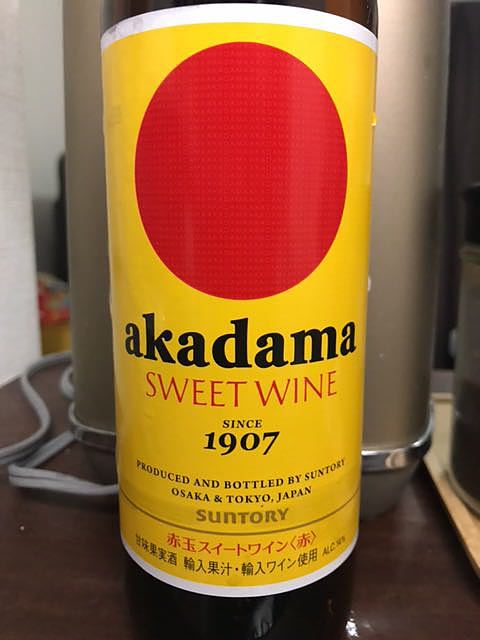 akadama
SWEET WINE
SINCE
1907
PRODUCED AND BOTTLED BY SUNTORY
OSAKA & TOKYO, JAPAN
SUNTORY
赤玉スイートワイン〈赤〉
甘味果実酒 輸入果汁・輸入ワイン使用 ALC.14%